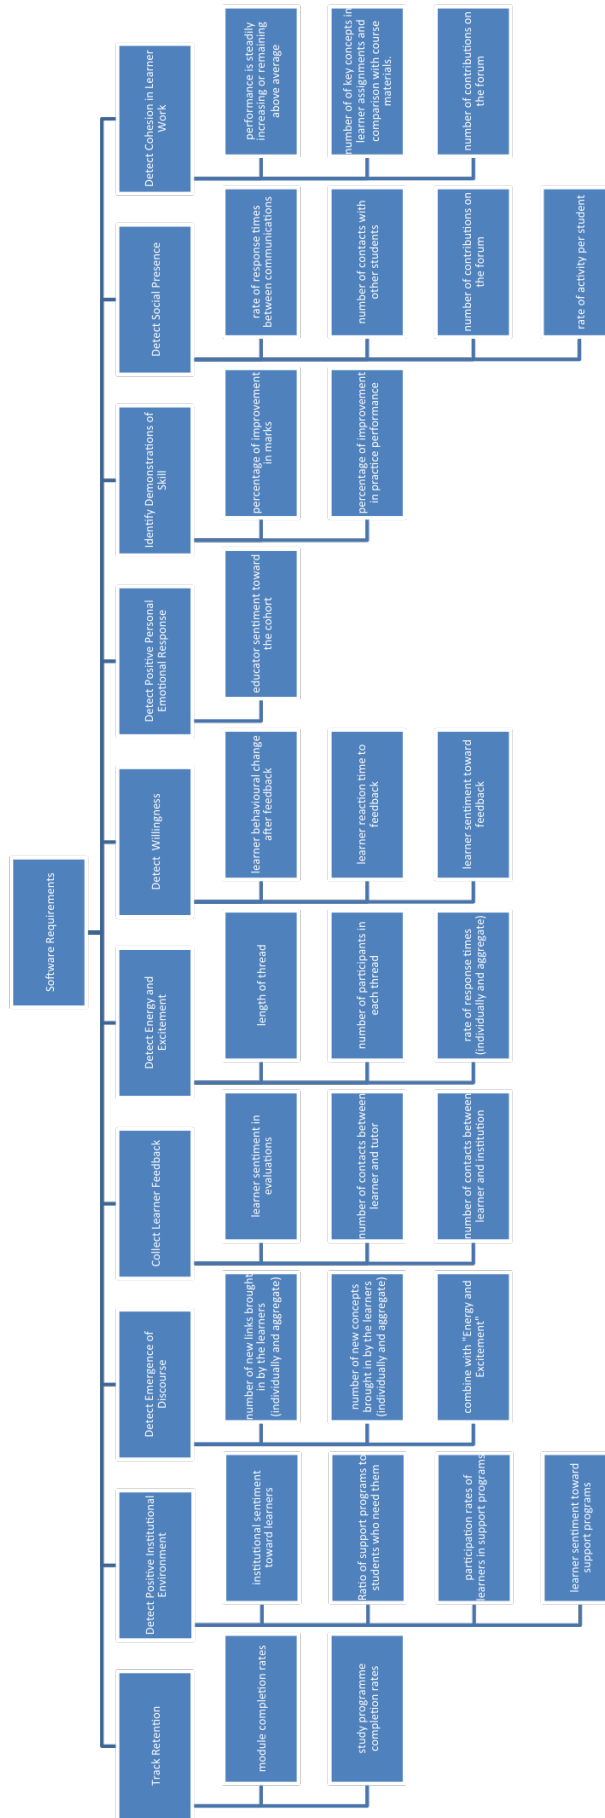 Software Requirements
Track Retention
module completion rates
study programme
completion rates
Detect Positive Institutional
Environment
institutional sentiment
toward learners
Ratio of support programs to
students who need them
participation rates of
learners in support programs
learner sentiment toward
support programs
Detect Emergence of
Discourse
number of new links brought
in by the learners
(individually and aggregate)
number of new concepts
brought in by the learners
(individually and aggregate)
combine with "Energy and
Excitement"
Collect Learner Feedback
learner sentiment in
evaluations
number of contacts between
learner and tutor
number of contacts between
learner and institution
Detect Energy and
Excitement
length of thread
number of participants in
each thread
rate of response times
(individually and aggregate)
Detect Willingness
learner behavioural change
after feedback
learner reaction time to
feedback
learner sentiment toward
feedback
Detect Positive Personal
Emotional Response
educator sentiment toward
the cohort
Identify Demonstrations of
Skill
percentage of improvement
in marks
percentage of improvement
in practice performance
Detect Social Presence
rate of response times
between communications
number of contacts with
other students
number of contributions on
the forum
rate of activity per student
Detect Cohesion in Learner
Work
performance is steadily
increasing or remaining
above average
number of of key concepts in
learner assignments and
comparison with course
materials.
number of contributions on
the forum